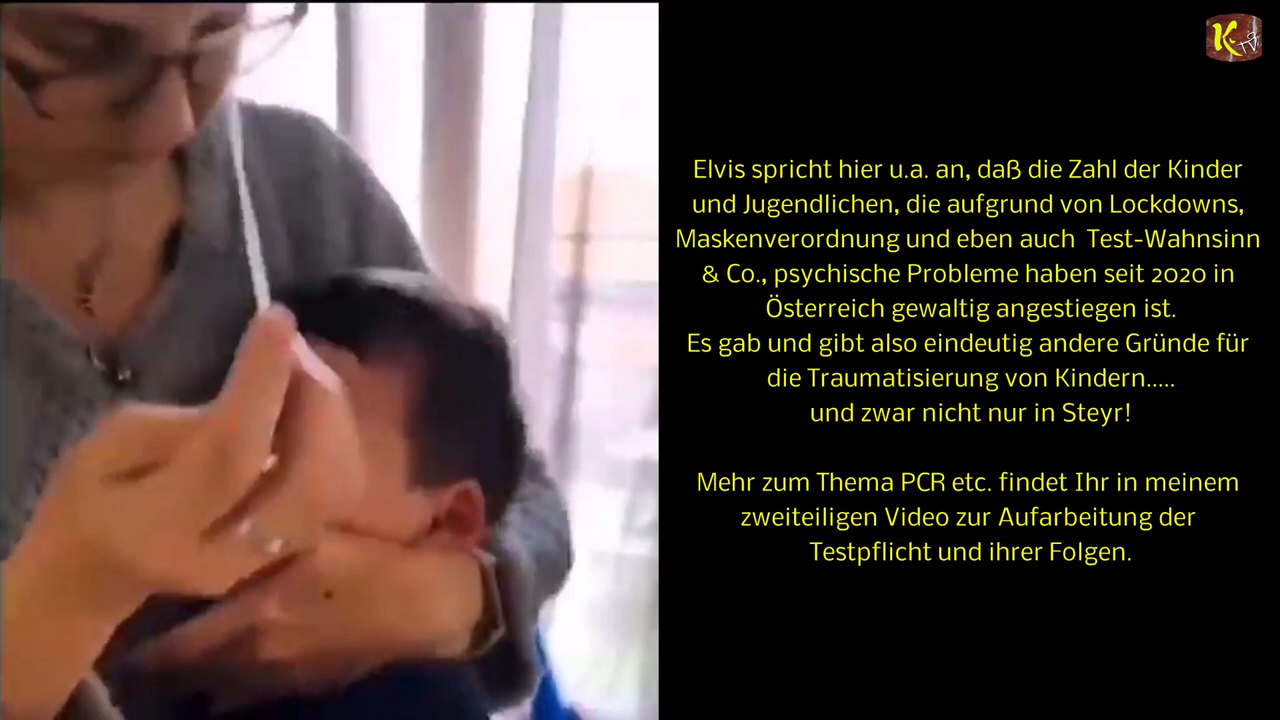 K-TV
Elvis spricht hier u.a. an, daß die Zahl der Kinder
und Jugendlichen, die aufgrund von Lockdowns,
Maskenverordnung und eben auch  Test-Wahnsinn
& Co., psychische Probleme haben seit 2020 in
Österreich gewaltig angestiegen ist.
Es gab und gibt also eindeutig andere Gründe für
die Traumatisierung von Kindern.....
und zwar nicht nur in Steyr!
Mehr zum Thema PCR etc. findet Ihr in meinem
zweiteiligen Video zur Aufarbeitung der
Testpflicht und ihrer Folgen.